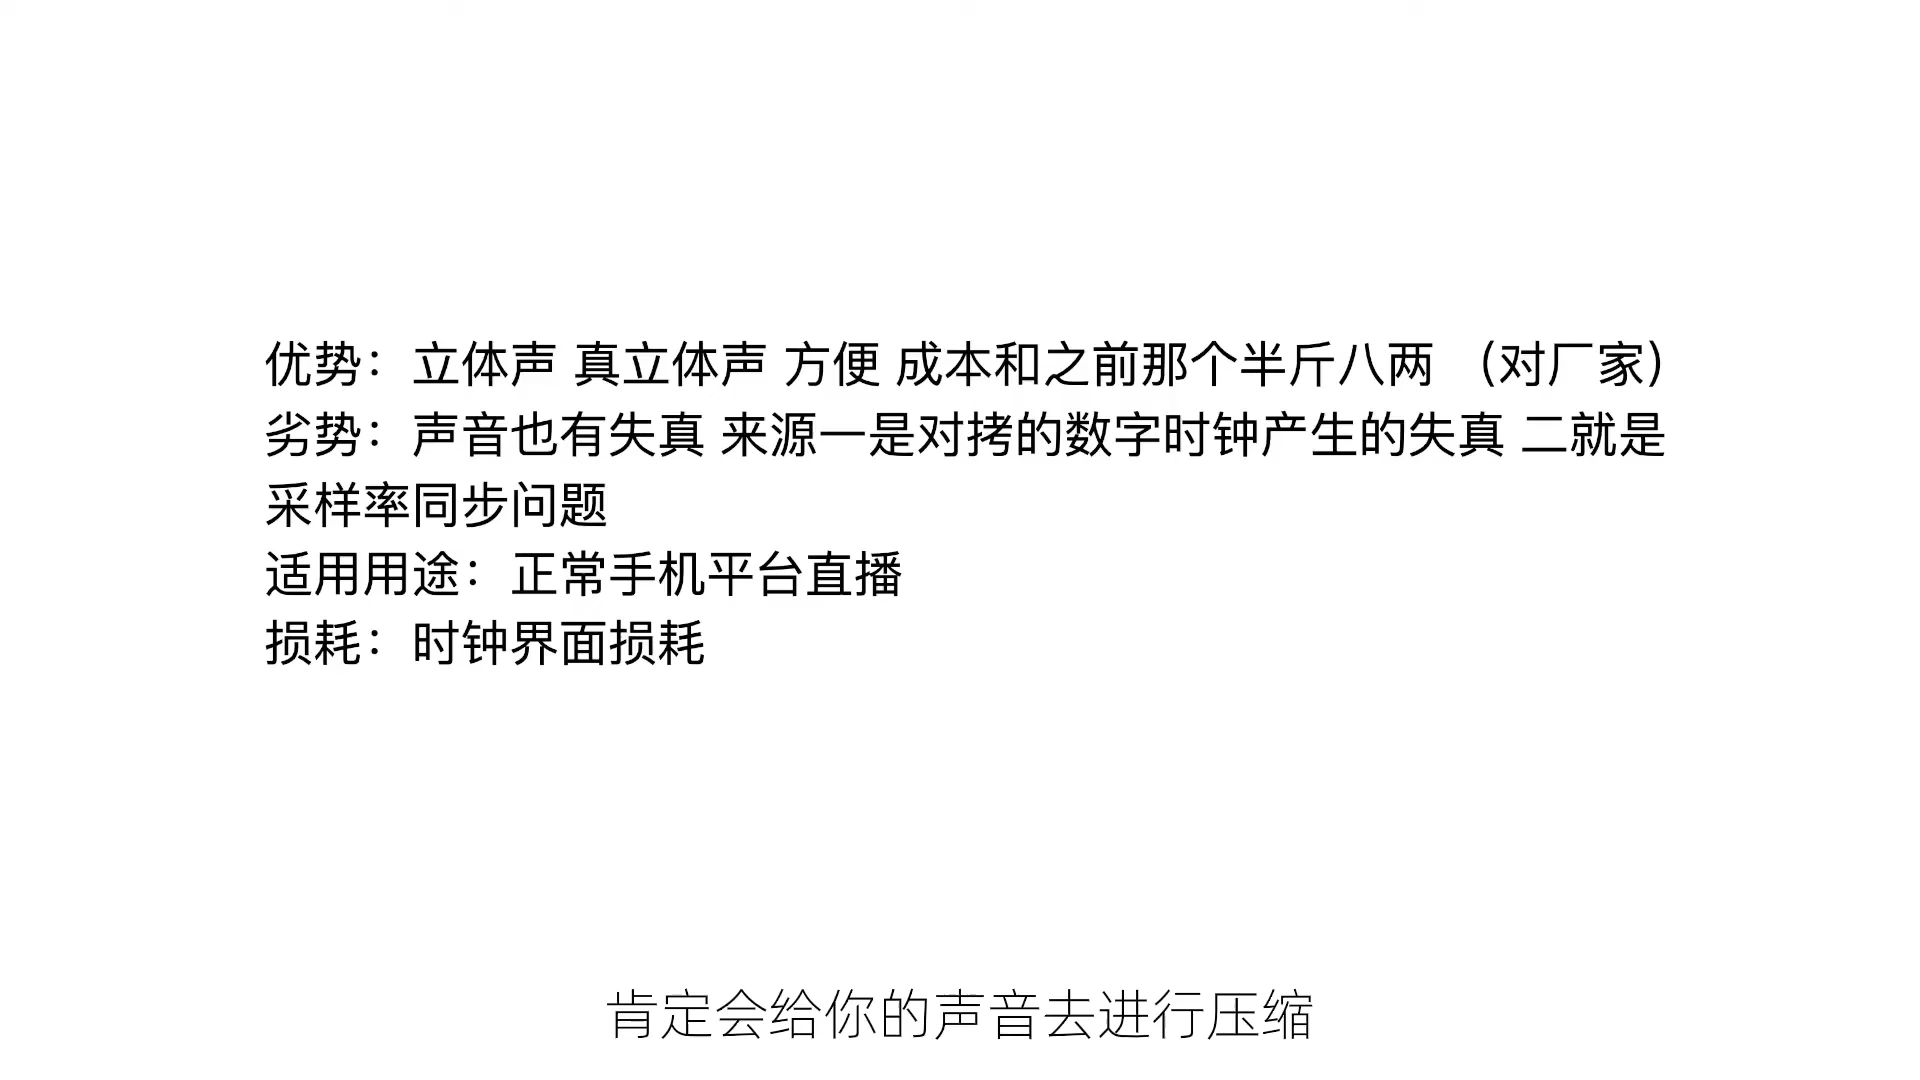 优势：立体声 真立体声 方便 成本和之前那个半斤八两 （对厂家）
劣势：声音也有失真 来源一是对拷的数字时钟产生的失真 二就是
采样率同步问题
适用用途：正常手机平台直播
损耗：时钟界面损耗
肯定会给你的声音去进行压缩